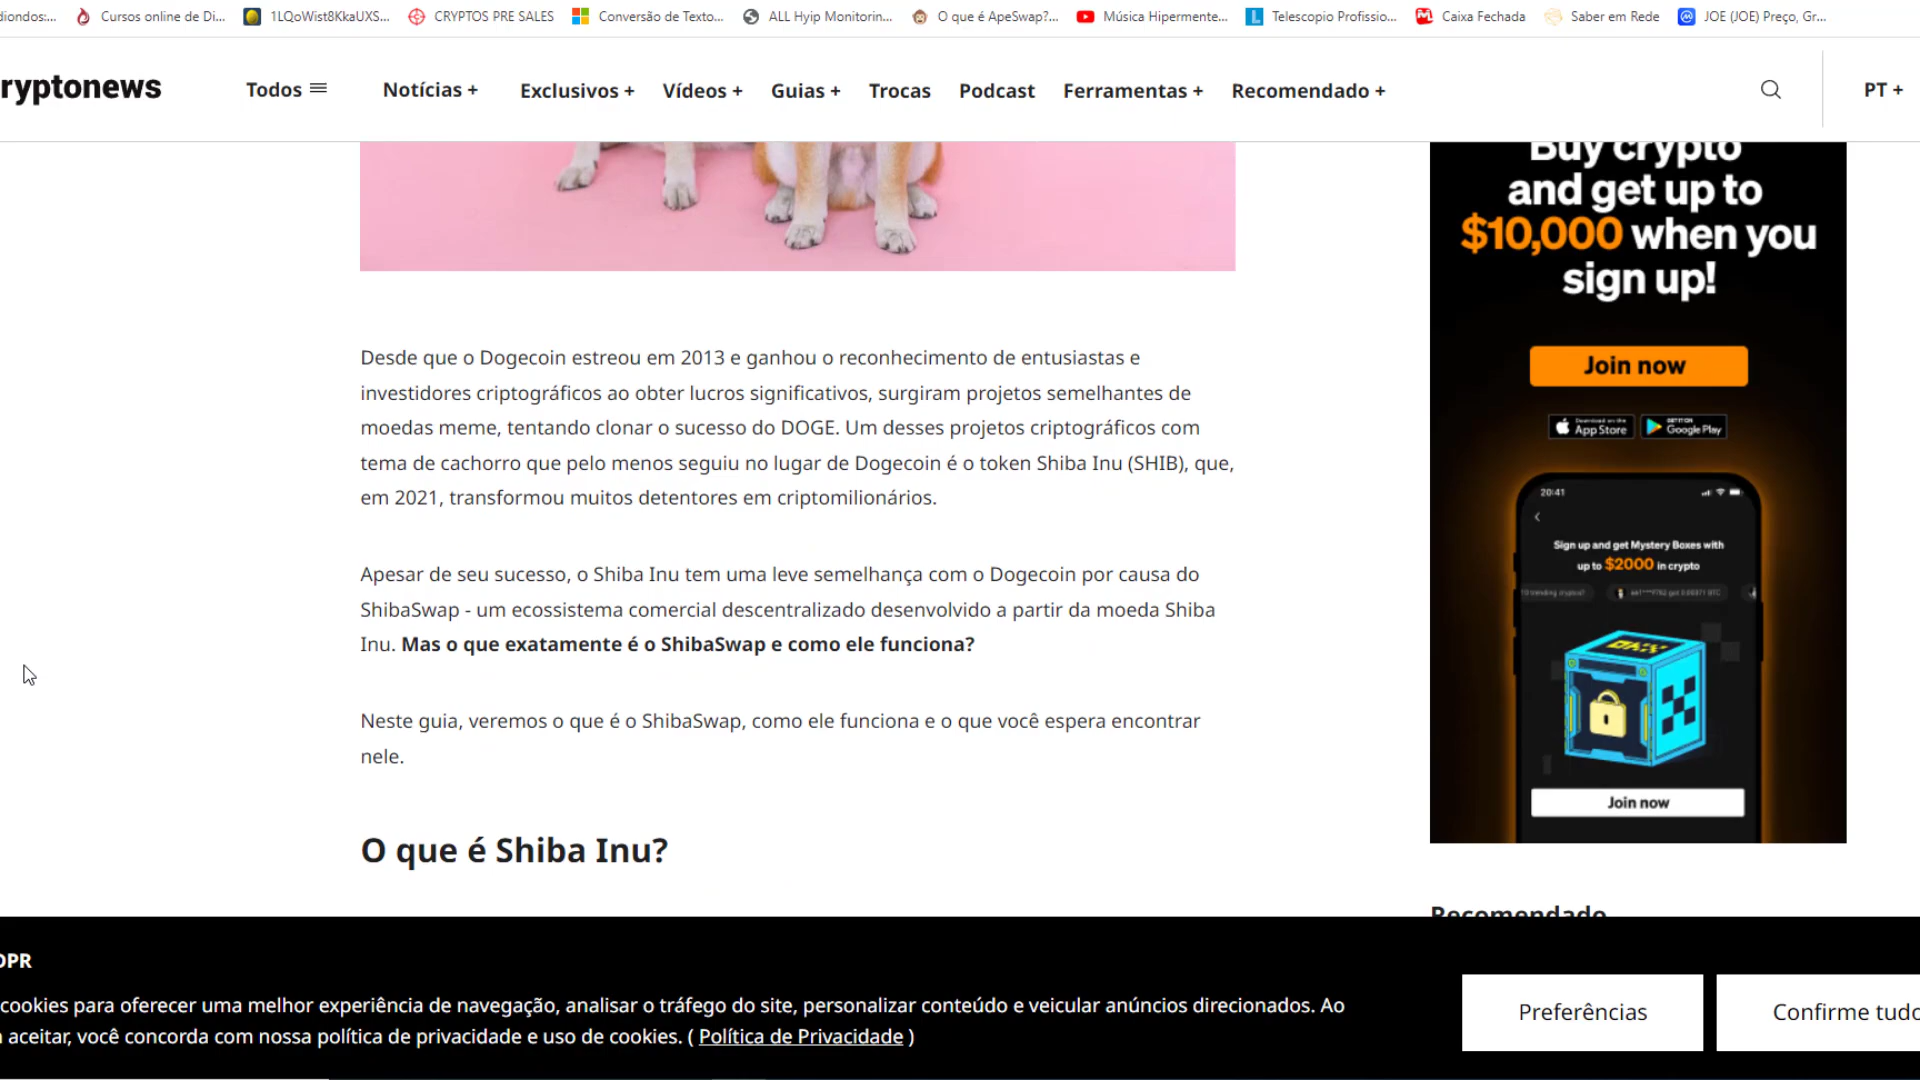 diondos:...
Cursos online de Di...
1LQoWist8KkaUXS...
CRYPTOS PRE SALES
Conversão de Texto...
ALL Hyip Monitorin...
O que é ApeSwap?...
Música Hipermente...
Telescopio Profissio...
Caixa Fechada
Saber em Rede
JOE (JOE) Preço, Gr...
ryptonews
Todos
Notícias +
Exclusivos +
Vídeos +
Guias +
Trocas
Podcast
Ferramentas +
Recomendado +
PT +
Desde que o Dogecoin estreou em 2013 e ganhou o reconhecimento de entusiastas e
investidores criptográficos ao obter lucros significativos, surgiram projetos semelhantes de
moedas meme, tentando clonar o sucesso do DOGE. Um desses projetos criptográficos com
tema de cachorro que pelo menos seguiu no lugar de Dogecoin é o token Shiba Inu (SHIB), que,
em 2021, transformou muitos detentores em criptomilionários.
Apesar de seu sucesso, o Shiba Inu tem uma leve semelhança com o Dogecoin por causa do
ShibaSwap - um ecossistema comercial descentralizado desenvolvido a partir da moeda Shiba
Inu. Mas o que exatamente é o ShibaSwap e como ele funciona?
Neste guia, veremos o que é o ShibaSwap, como ele funciona e o que você espera encontrar
nele.
O que é Shiba Inu?
Buy crypto
and get up to
$10,000 when you
sign up!
Join now
Download on the
App Store
GET IT ON
Google Play
20:41
Sign up and get Mystery Boxes with
up to $2000 in crypto
OKX
Join now
Recomendado
DPR
cookies para oferecer uma melhor experiência de navegação, analisar o tráfego do site, personalizar conteúdo e veicular anúncios direcionados. Ao
aceitar, você concorda com nossa política de privacidade e uso de cookies. ( Política de Privacidade )
Preferências
Confirme tudo